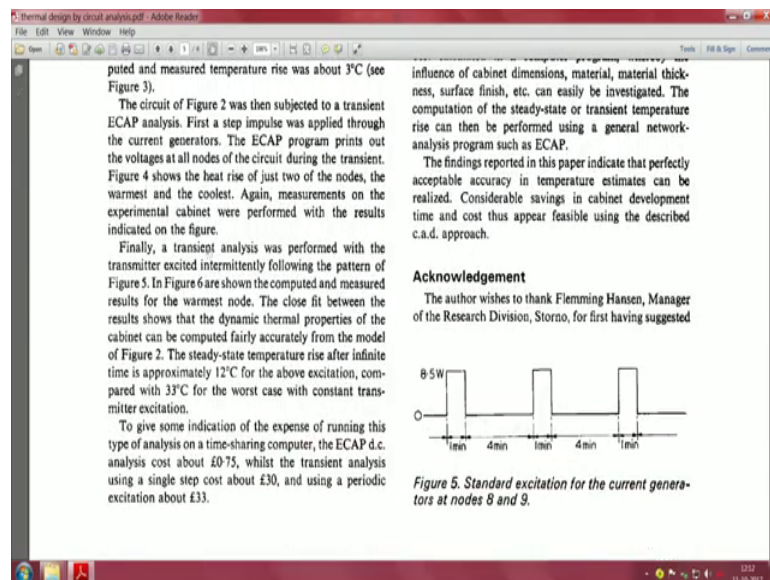 thermal design by circuit analysis.pdf - Adobe Reader
File Edit View Window Help
Open
Tools Fill & Sign Comment
puted and measured temperature rise was about 3°C (see
Figure 3).
The circuit of Figure 2 was then subjected to a transient
ECAP analysis. First a step impulse was applied through
the current generators. The ECAP program prints out
the voltages at all nodes of the circuit during the transient.
Figure 4 shows the heat rise of just two of the nodes, the
warmest and the coolest. Again, measurements on the
experimental cabinet were performed with the results
indicated on the figure.
Finally, a transient analysis was performed with the
transmitter excited intermittently following the pattern of
Figure 5. In Figure 6 are shown the computed and measured
results for the warmest node. The close fit between the
results shows that the dynamic thermal properties of the
cabinet can be computed fairly accurately from the model
of Figure 2. The steady-state temperature rise after infinite
time is approximately 12°C for the above excitation, com-
pared with 33°C for the worst case with constant trans-
mitter excitation.
To give some indication of the expense of running this
type of analysis on a time-sharing computer, the ECAP d.c.
analysis cost about £0·75, whilst the transient analysis
using a single step cost about £30, and using a periodic
excitation about £33.
influence of cabinet dimensions, material, material thick-
ness, surface finish, etc. can easily be investigated. The
computation of the steady-state or transient temperature
rise can then be performed using a general network-
analysis program such as ECAP.
The findings reported in this paper indicate that perfectly
acceptable accuracy in temperature estimates can be
realized. Considerable savings in cabinet development
time and cost thus appear feasible using the described
c.a.d. approach.
Acknowledgement
The author wishes to thank Flemming Hansen, Manager
of the Research Division, Storno, for first having suggested
8·5W
0
1min 4min 1min 4min 1min
Figure 5. Standard excitation for the current genera-
tors at nodes 8 and 9.
12:12